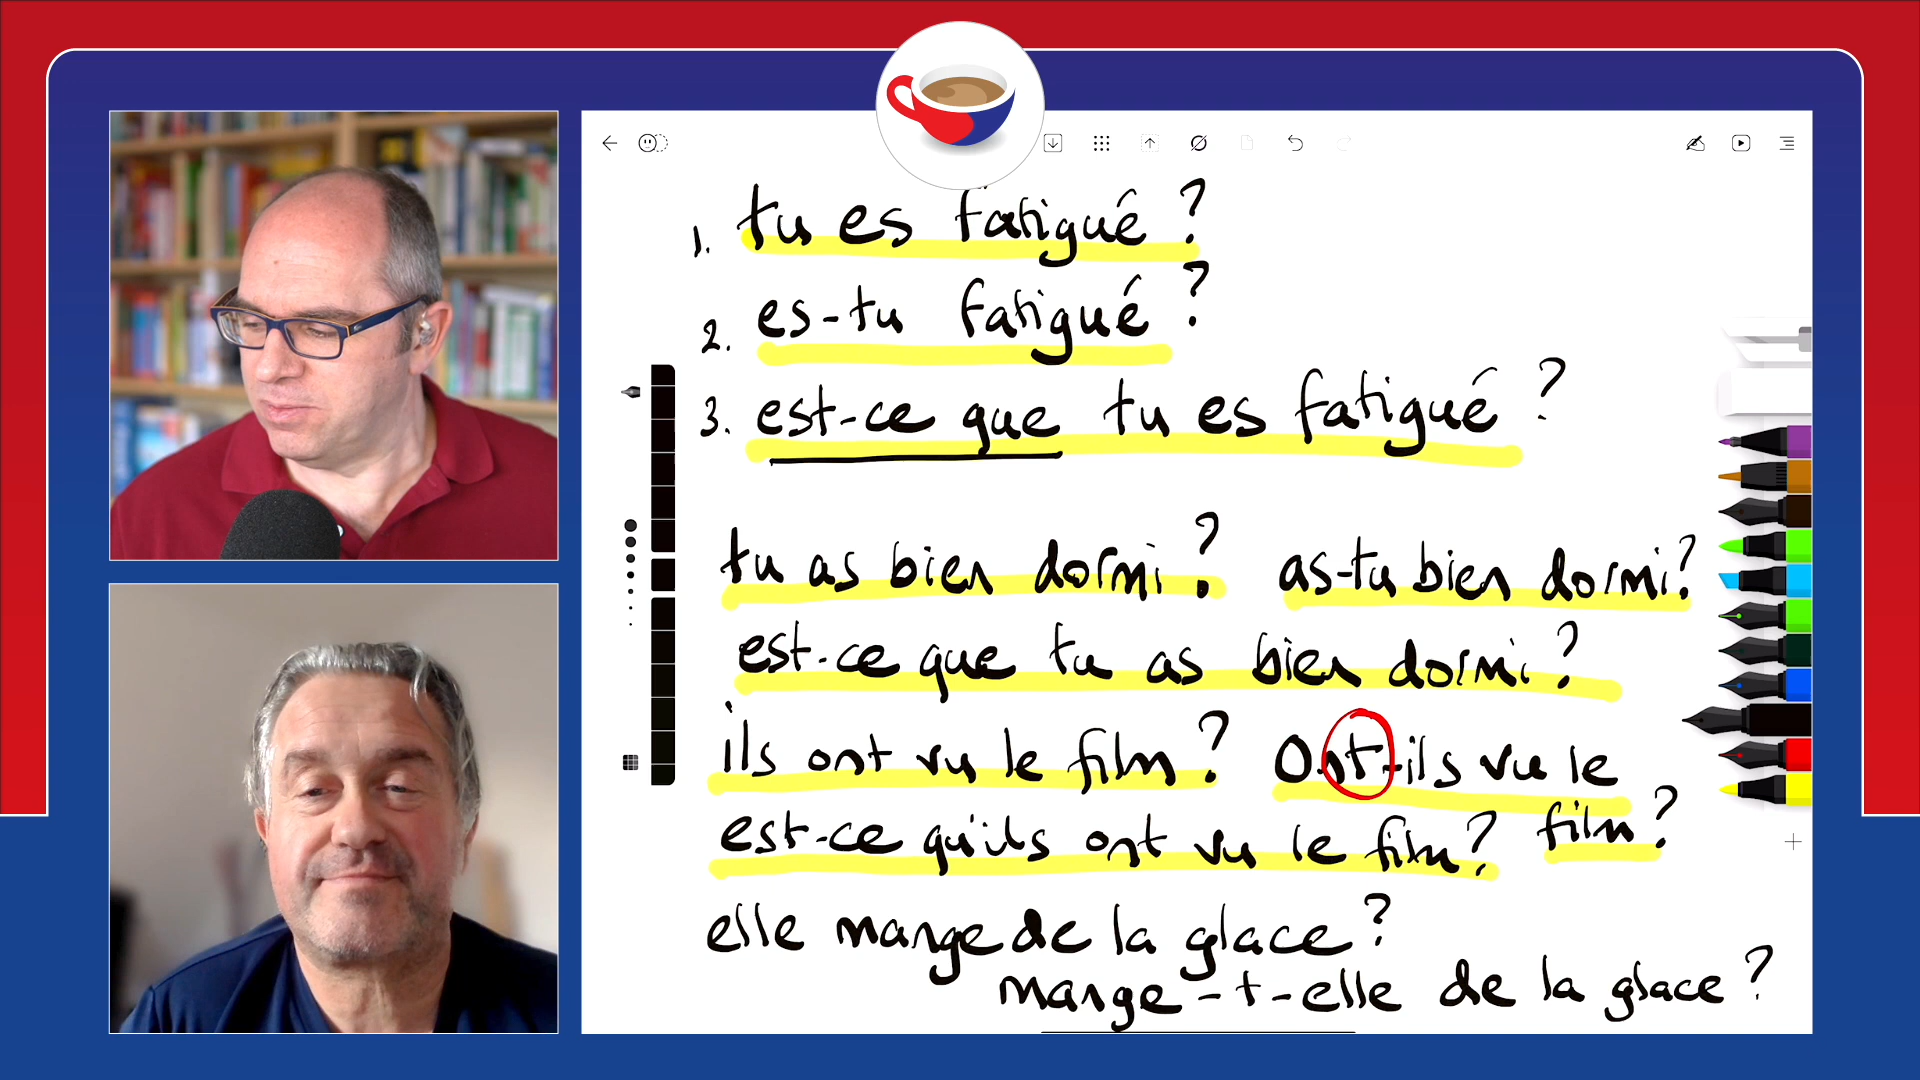 1. tu es fatigué ?
2. es-tu fatigué ?
3. est-ce que tu es fatigué ?
tu as bien dormi ? as-tu bien dormi ?
est-ce que tu as bien dormi ?
ils ont vu le film ? Ont-ils vu le
film ?
est-ce qu'ils ont vu le film ?
elle mange de la glace ?
mange-t-elle de la glace ?